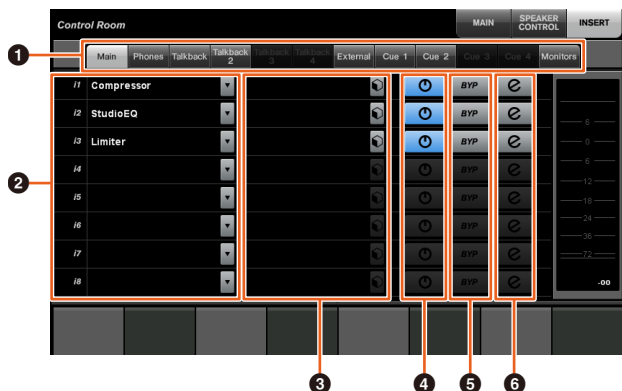 Control Room
MAIN
SPEAKER CONTROL
INSERT
1
Main Phones Talkback Talkback 2 Talkback 3 Talkback 4 External Cue 1 Cue 2 Cue 3 Cue 4 Monitors
2
i1 Compressor BYP e
i2 StudioEQ BYP e
i3 Limiter BYP e
i4 BYP e
i5 BYP e
i6 BYP e
i7 BYP e
i8 BYP e
6
0
6
12
18
24
36
72
-oo
3 4 5 6